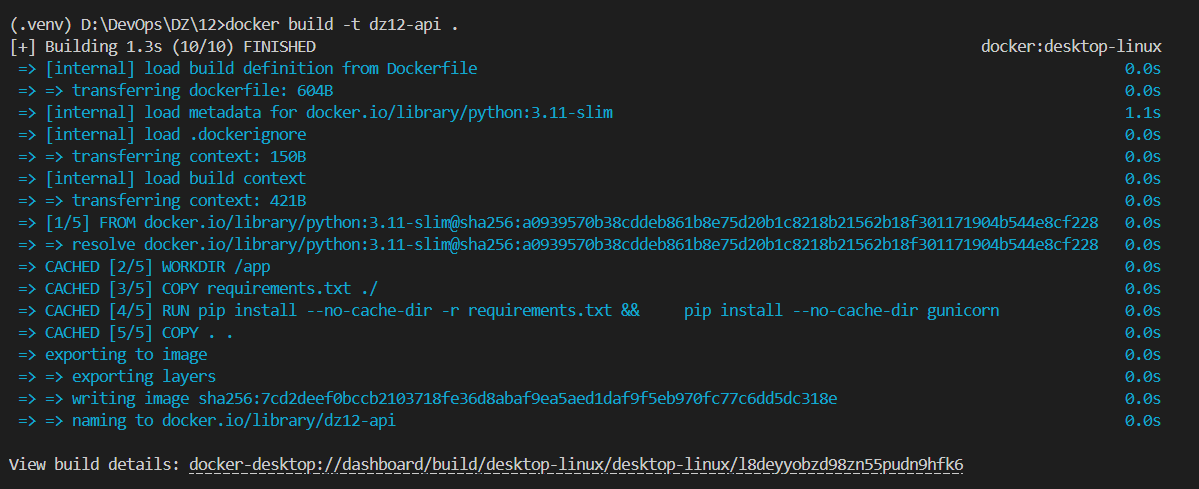 (.venv) D:\DevOps\DZ\12>docker build -t dz12-api .
[+] Building 1.3s (10/10) FINISHED docker:desktop-linux
=> [internal] load build definition from Dockerfile 0.0s
=> => transferring dockerfile: 604B 0.0s
=> [internal] load metadata for docker.io/library/python:3.11-slim 1.1s
=> [internal] load .dockerignore 0.0s
=> => transferring context: 150B 0.0s
=> [internal] load build context 0.0s
=> => transferring context: 421B 0.0s
=> [1/5] FROM docker.io/library/python:3.11-slim@sha256:a0939570b38cddeb861b8e75d20b1c8218b21562b18f301171904b544e8cf228 0.0s
=> => resolve docker.io/library/python:3.11-slim@sha256:a0939570b38cddeb861b8e75d20b1c8218b21562b18f301171904b544e8cf228 0.0s
=> CACHED [2/5] WORKDIR /app 0.0s
=> CACHED [3/5] COPY requirements.txt ./ 0.0s
=> CACHED [4/5] RUN pip install --no-cache-dir -r requirements.txt &&     pip install --no-cache-dir gunicorn 0.0s
=> CACHED [5/5] COPY . . 0.0s
=> exporting to image 0.0s
=> => exporting layers 0.0s
=> => writing image sha256:7cd2deef0bccb2103718fe36d8abaf9ea5aed1daf9f5eb970fc77c6dd5dc318e 0.0s
=> => naming to docker.io/library/dz12-api 0.0s
View build details: docker-desktop://dashboard/build/desktop-linux/desktop-linux/l8deyyobzd98zn55pudn9hfk6